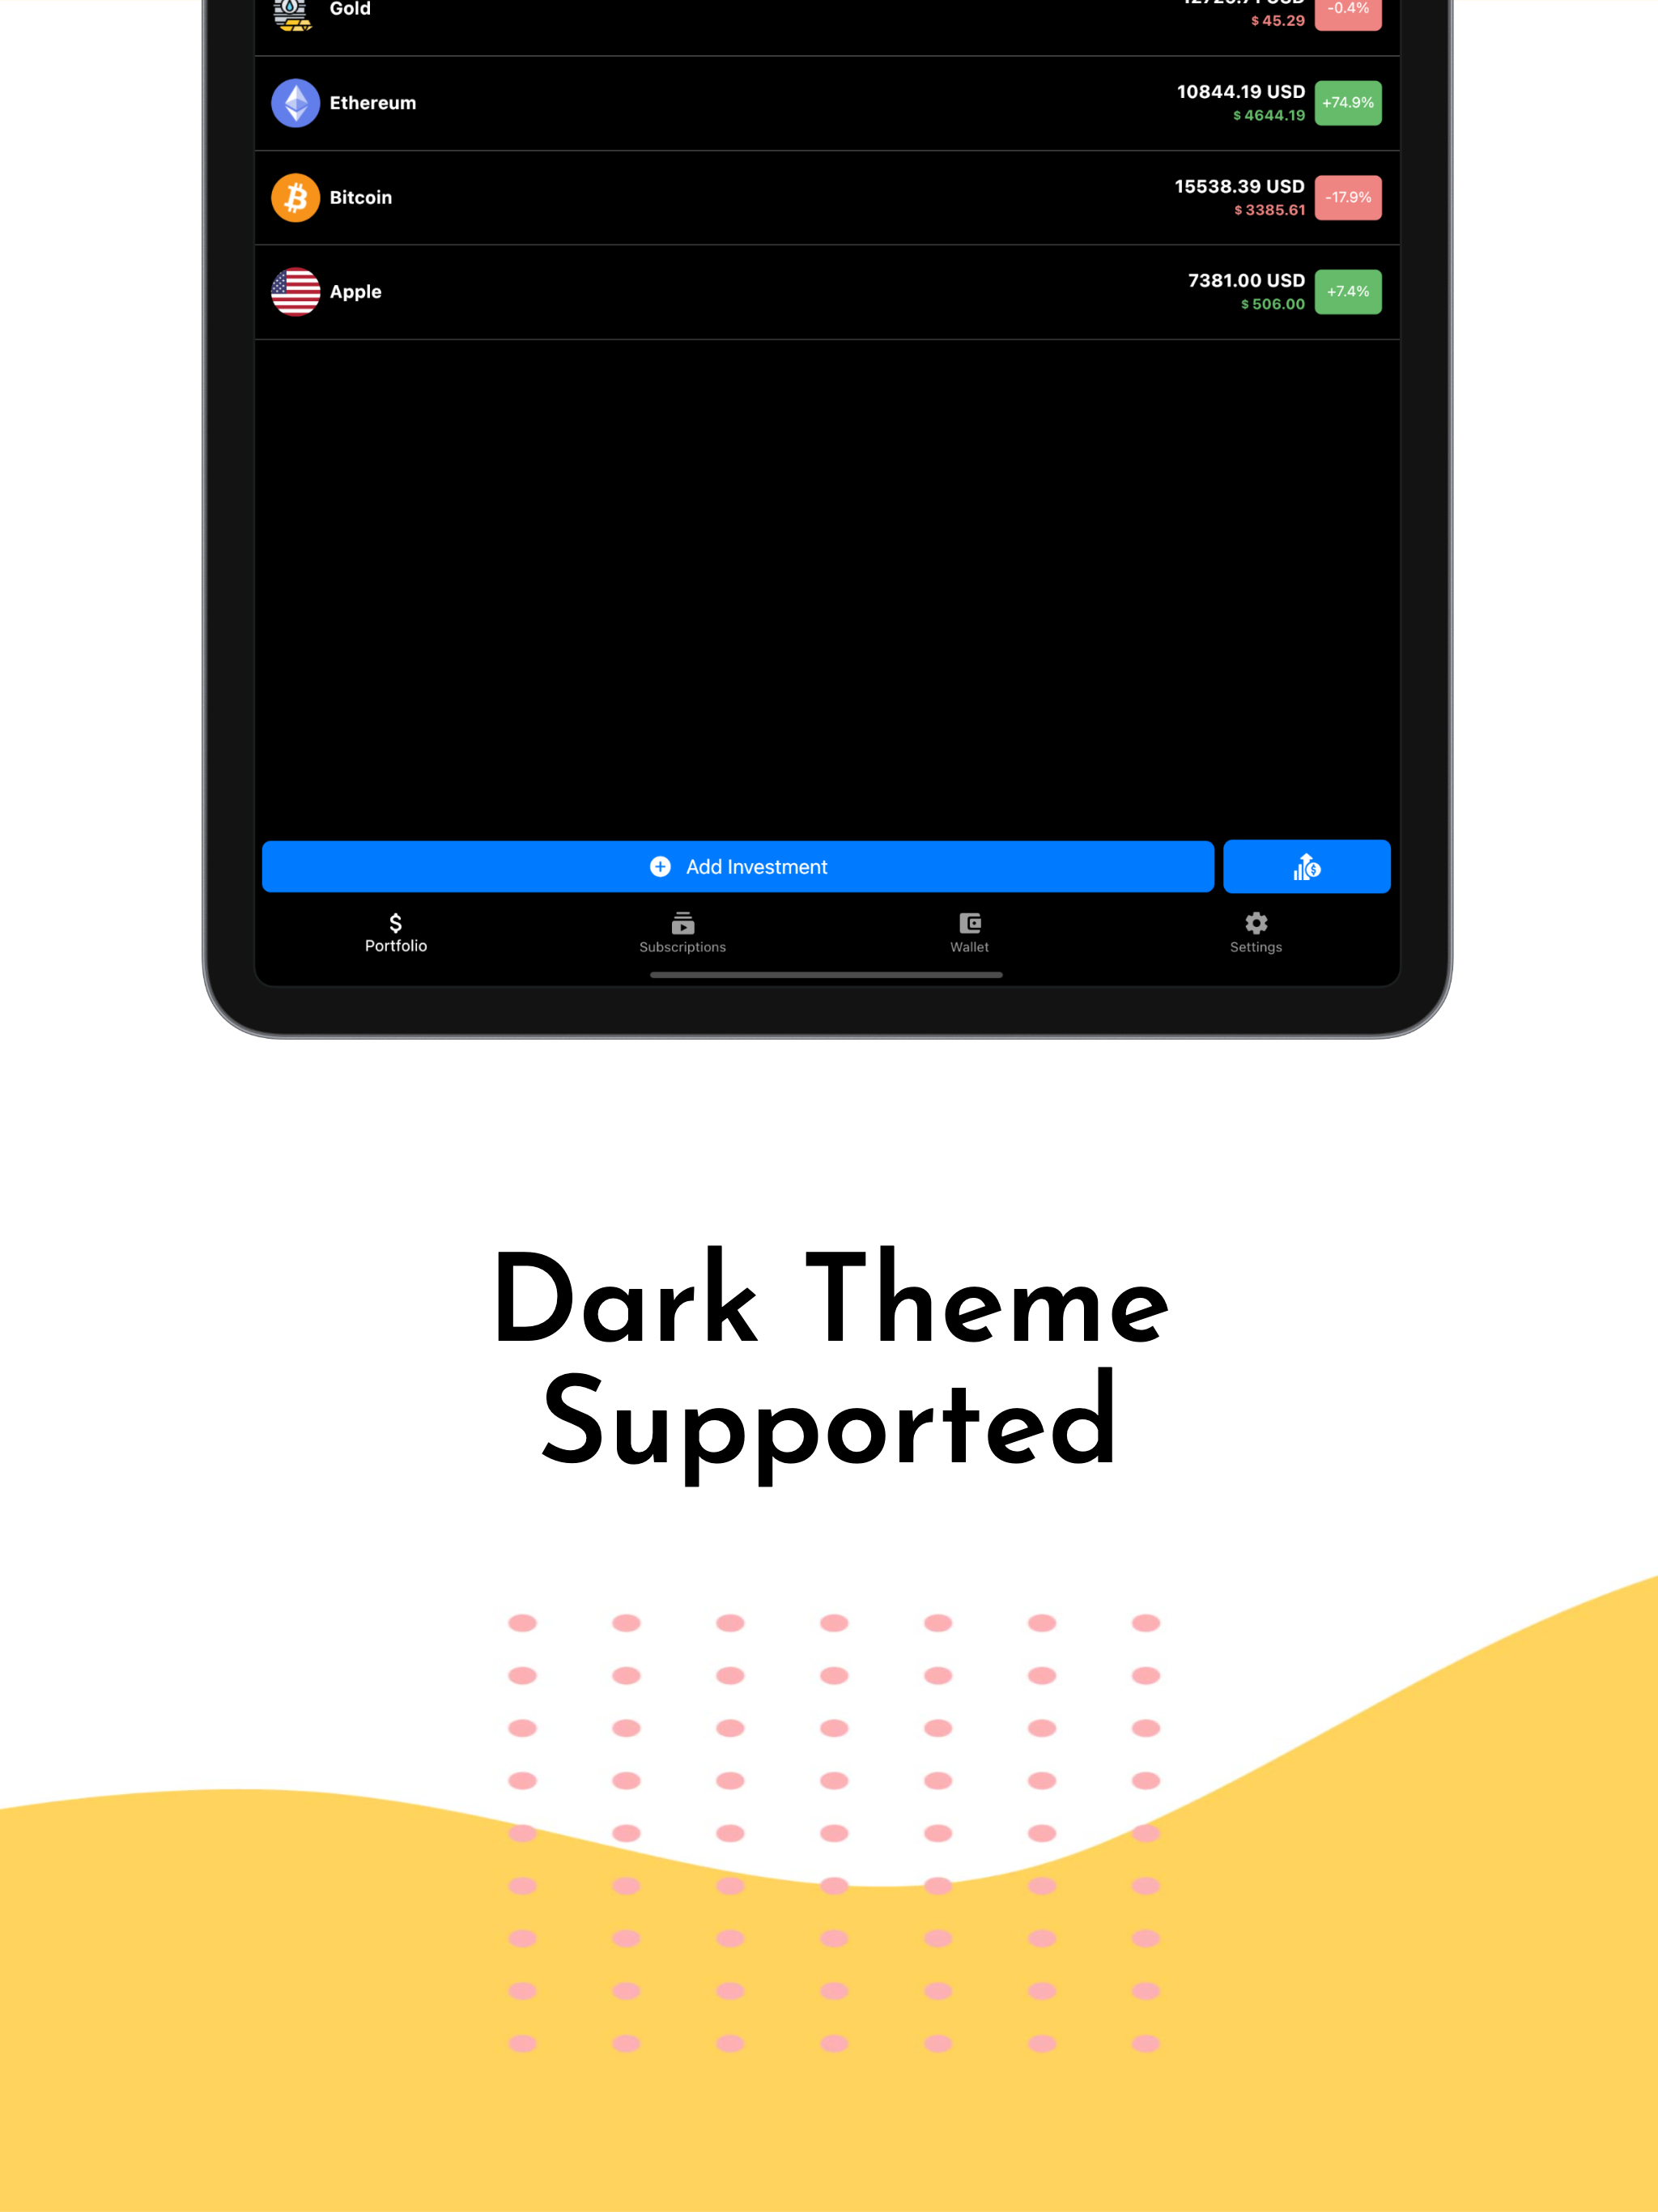 Gold
$ 45.29
-0.4%
Ethereum
10844.19 USD
$ 4644.19
+74.9%
Bitcoin
15538.39 USD
$ 3385.61
-17.9%
Apple
7381.00 USD
$ 506.00
+7.4%
Add Investment
Portfolio
Subscriptions
Wallet
Settings
Dark Theme
Supported